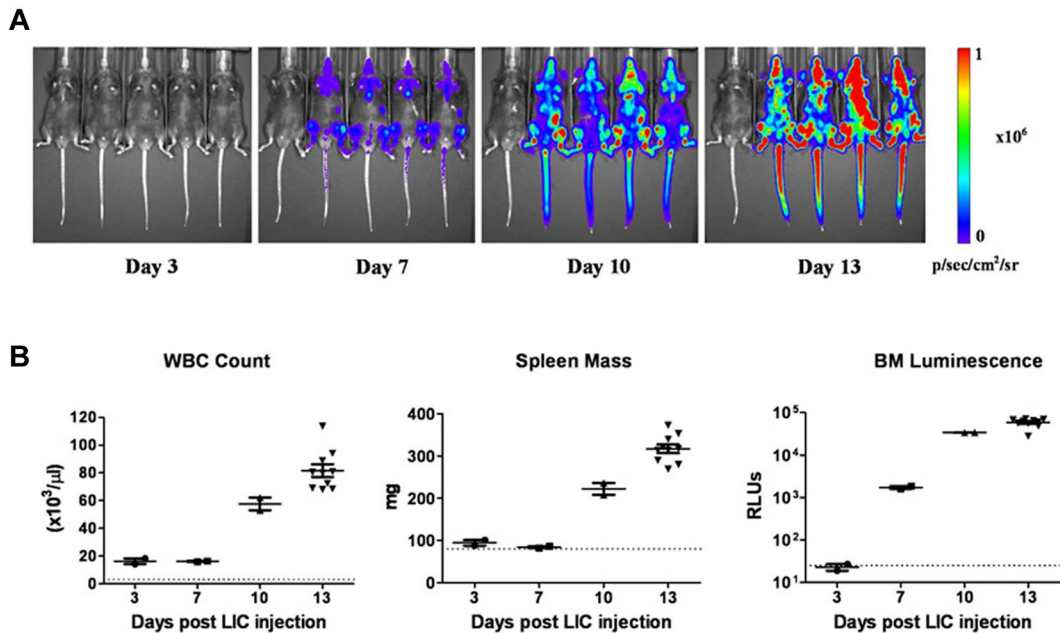 A
1
x10⁶
0
p/sec/cm²/sr
Day 3
Day 7
Day 10
Day 13
B
WBC Count
(x10³/µl)
120
100
80
60
40
20
0
3 7 10 13
Days post LIC injection
Spleen Mass
mg
400
300
200
100
0
3 7 10 13
Days post LIC injection
BM Luminescence
RLUs
10⁵
10⁴
10³
10²
10¹
3 7 10 13
Days post LIC injection